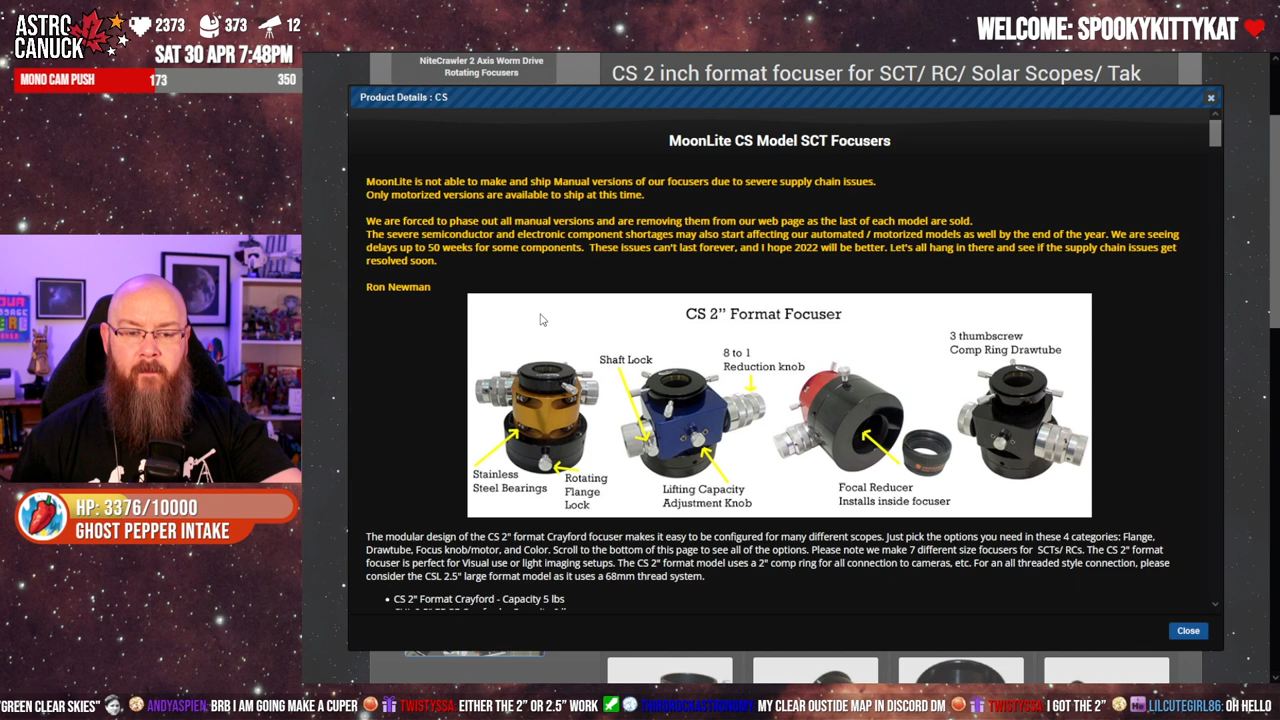 ASTRO
CANUCK
2373 373 12
SAT 30 APR 7:48PM
MONO CAM PUSH 173 350
WELCOME: SPOOKYKITTYKAT
NiteCrawler 2 Axis Worm Drive
Rotating Focusers
CS 2 inch format focuser for SCT/ RC/ Solar Scopes/ Tak
Product Details : CS
MoonLite CS Model SCT Focusers
MoonLite is not able to make and ship Manual versions of our focusers due to severe supply chain issues.
Only motorized versions are available to ship at this time.
We are forced to phase out all manual versions and are removing them from our web page as the last of each model are sold.
The severe semiconductor and electronic component shortages may also start affecting our automated / motorized models as well by the end of the year. We are seeing
delays up to 50 weeks for some components. These issues can't last forever, and I hope 2022 will be better. Let's all hang in there and see if the supply chain issues get
resolved soon.
Ron Newman
CS 2” Format Focuser
Shaft Lock
8 to 1
Reduction knob
3 thumbscrew
Comp Ring Drawtube
Stainless
Steel Bearings
Rotating
Flange
Lock
Lifting Capacity
Adjustment Knob
Focal Reducer
Installs inside focuser
The modular design of the CS 2" format Crayford focuser makes it easy to be configured for many different scopes. Just pick the options you need in these 4 categories: Flange,
Drawtube, Focus knob/motor, and Color. Scroll to the bottom of this page to see all of the options. Please note we make 7 different size focusers for SCTs/ RCs. The CS 2" format
focuser is perfect for Visual use or light imaging setups. The CS 2" format model uses a 2" comp ring for all connection to cameras, etc. For an all threaded style connection, please
consider the CSL 2.5" large format model as it uses a 68mm thread system.
• CS 2" Format Crayford - Capacity 5 lbs
Close
HP: 3376/10000
GHOST PEPPER INTAKE
"GREEN CLEAR SKIES" ANDYASPIEN: BRB I AM GOING MAKE A CUPER TWISTYSSA: EITHER THE 2" OR 2.5" WORK MY CLEAR OUSTIDE MAP IN DISCORD DM TWISTYSSA: I GOT THE 2" LILCUTEGIRL86: OH HELLO